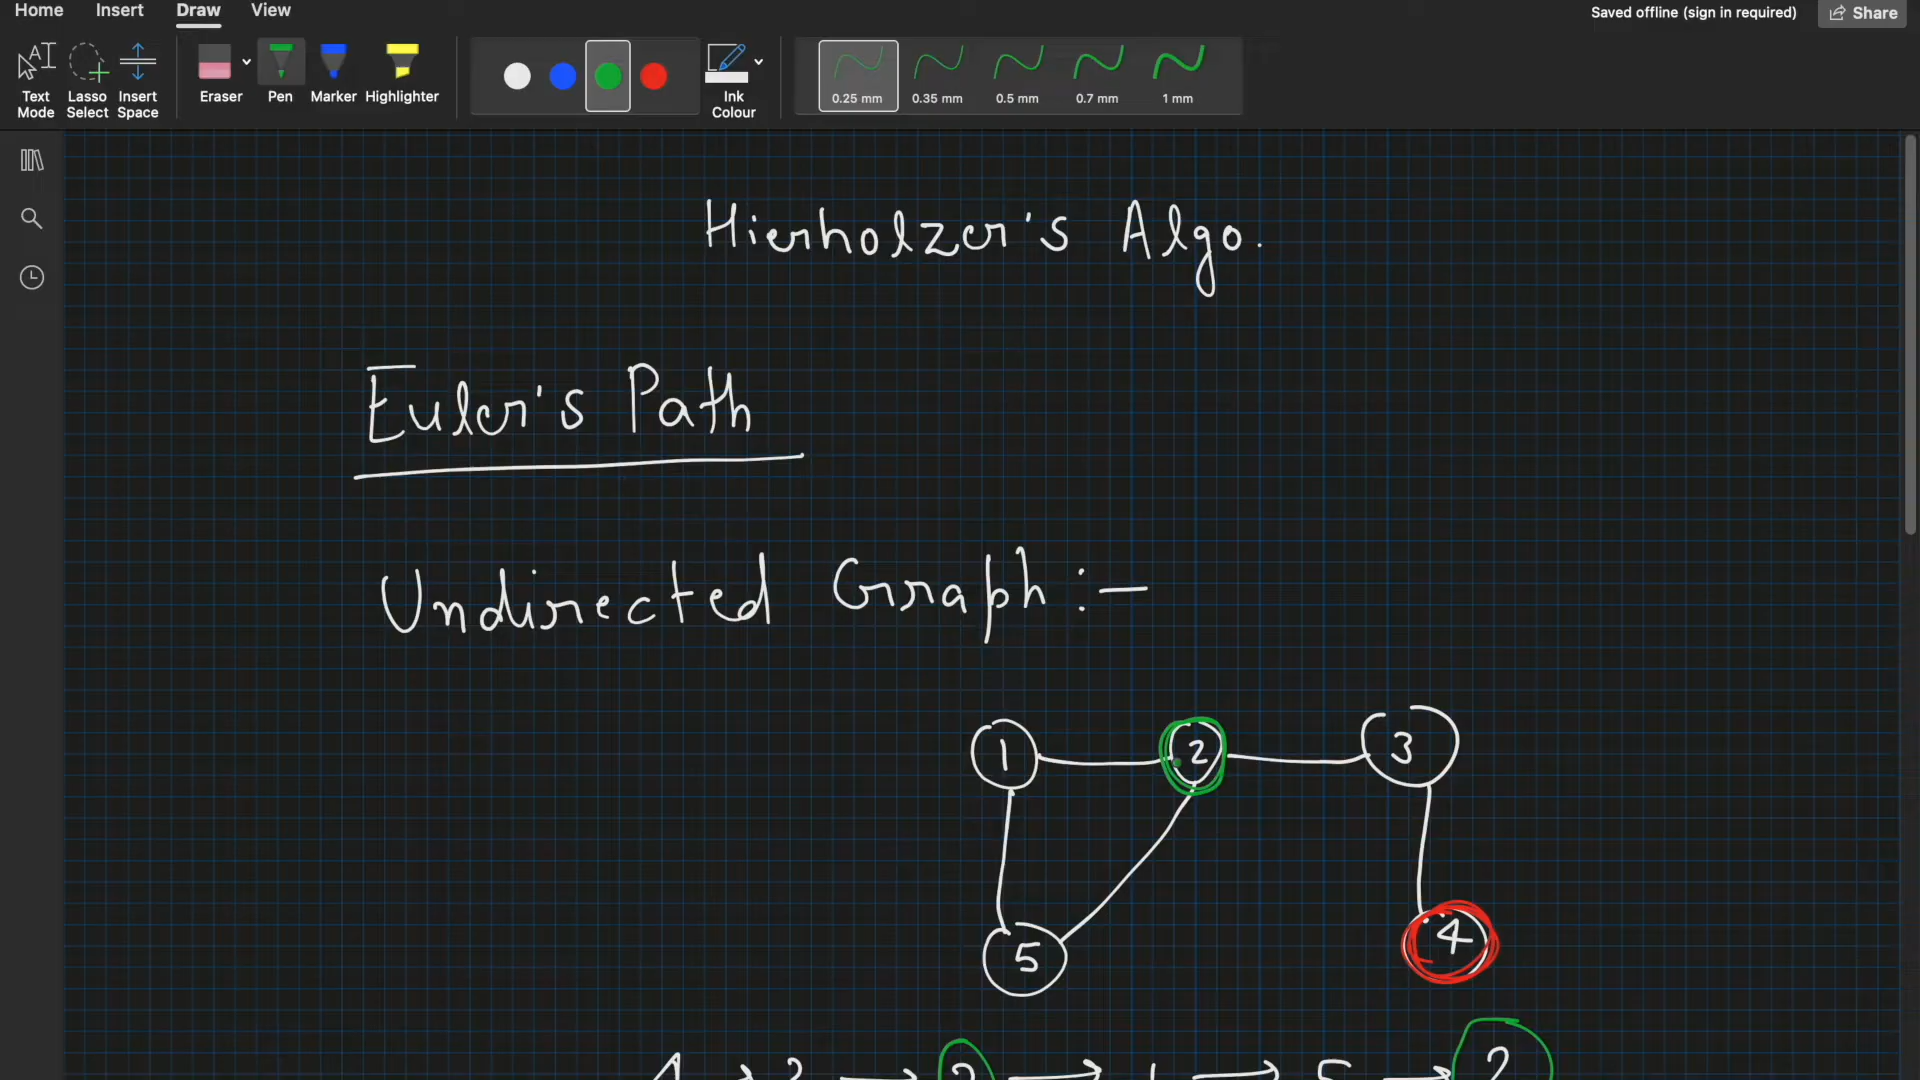 Home Insert Draw View
Saved offline (sign in required) Share
Text Mode
Lasso Select
Insert Space
Eraser
Pen
Marker
Highlighter
Ink Colour
0.25 mm
0.35 mm
0.5 mm
0.7 mm
1 mm
Hierholzer's Algo.
Euler's Path
Undirected Graph :-
1 2 3
5 4